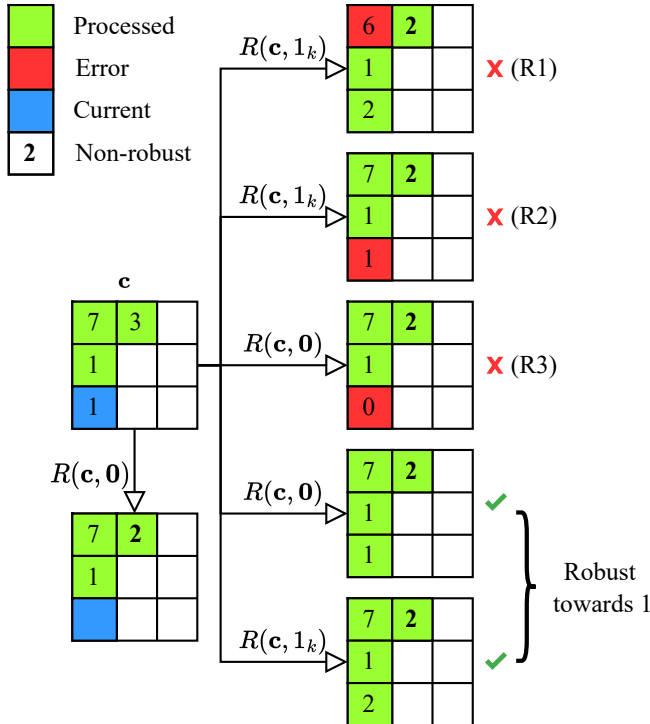 Processed
Error
Current
2 Non-robust
R(c, 1_k)
6 2
1
2
X (R1)
R(c, 1_k)
7 2
1
1
X (R2)
c
7 3
1
1
R(c, 0)
7 2
1
0
X (R3)
R(c, 0)
7 2
1
R(c, 0)
7 2
1
1
✓
R(c, 1_k)
7 2
1
2
✓
Robust
towards 1